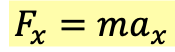 Fₓ = maₓ